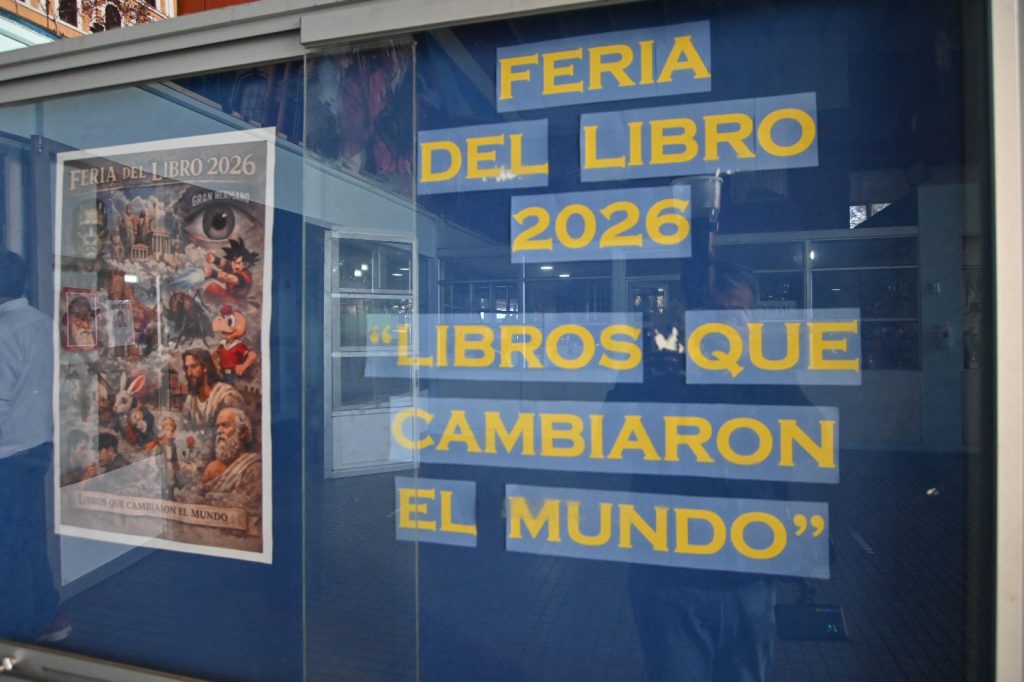 FERIA DEL LIBRO 2026
GRAN HERMANO
LIBROS QUE CAMBIARON EL MUNDO
FERIA
DEL LIBRO
2026
“LIBROS QUE
CAMBIARON
EL MUNDO”